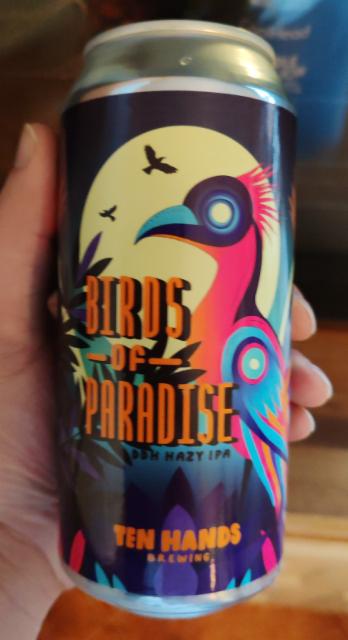 BIRDS
-OF-
PARADISE
DDH HAZY IPA
TEN HANDS
BREWING